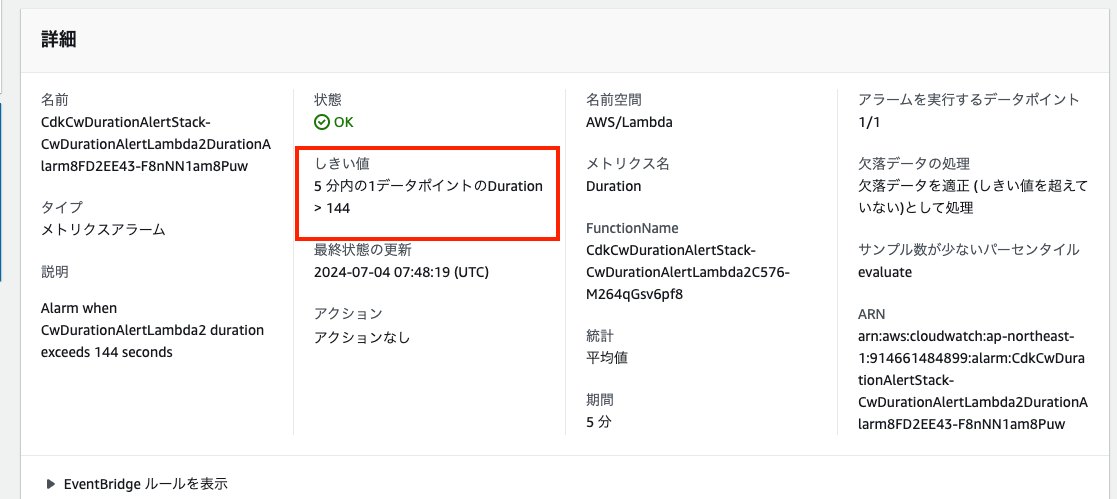 詳細
名前
CdkCwDurationAlertStack-
CwDurationAlertLambda2DurationA
larm8FD2EE43-F8nNN1am8Puw
タイプ
メトリクスアラーム
説明
Alarm when
CwDurationAlertLambda2 duration
exceeds 144 seconds
状態
OK
しきい値
5 分内の1データポイントのDuration
> 144
最終状態の更新
2024-07-04 07:48:19 (UTC)
アクション
アクションなし
名前空間
AWS/Lambda
メトリクス名
Duration
FunctionName
CdkCwDurationAlertStack-
CwDurationAlertLambda2C576-
M264qGsv6pf8
統計
平均値
期間
5 分
アラームを実行するデータポイント
1/1
欠落データの処理
欠落データを適正 (しきい値を超えて
いない)として処理
サンプル数が少ないパーセンタイル
evaluate
ARN
arn:aws:cloudwatch:ap-northeast-
1:914661484899:alarm:CdkCwDura
tionAlertStack-
CwDurationAlertLambda2DurationA
larm8FD2EE43-F8nNN1am8Puw
EventBridge ルールを表示